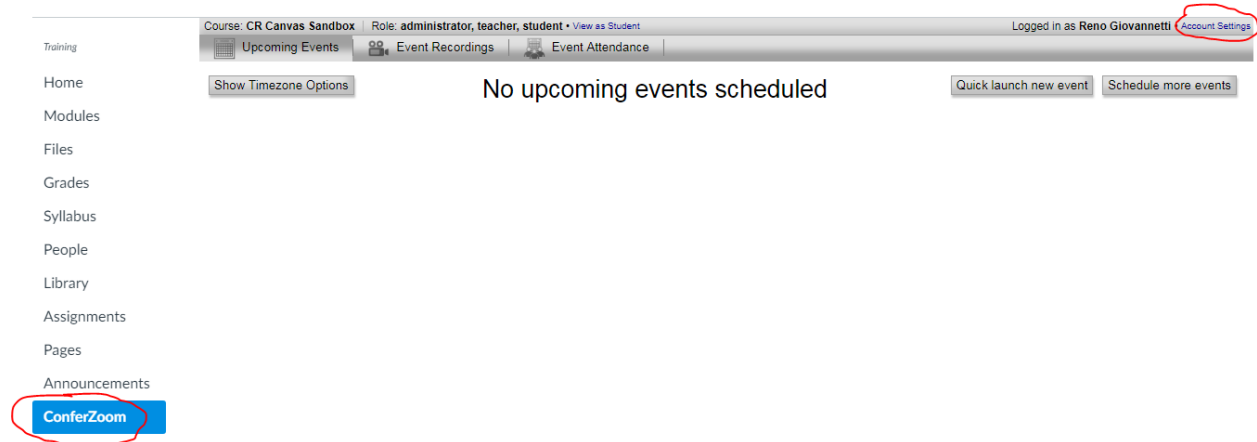 Course: CR Canvas Sandbox | Role: administrator, teacher, student • View as Student
Logged in as Reno Giovannetti • Account Settings
Training
Upcoming Events
Event Recordings
Event Attendance
Home
Show Timezone Options
No upcoming events scheduled
Quick launch new event
Schedule more events
Modules
Files
Grades
Syllabus
People
Library
Assignments
Pages
Announcements
ConferZoom